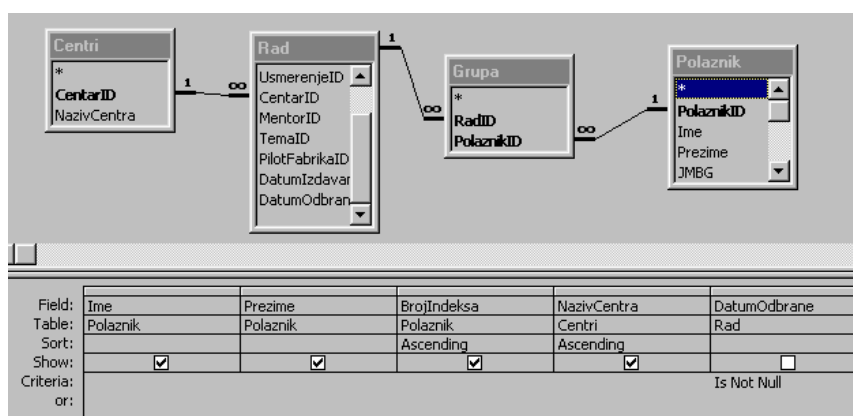 Centri
*
CentarID
NazivCentra
1
∞
Rad
UsmerenjeID
CentarID
MentorID
TemaID
PilotFabrikaID
DatumIzdavar
DatumOdbran
1
∞
Grupa
*
RadID
PolaznikID
∞
1
Polaznik
*
PolaznikID
Ime
Prezime
JMBG
Field: Ime Prezime BrojIndeksa NazivCentra DatumOdbrane
Table: Polaznik Polaznik Polaznik Centri Rad
Sort: Ascending Ascending
Show:
Criteria: Is Not Null
or: